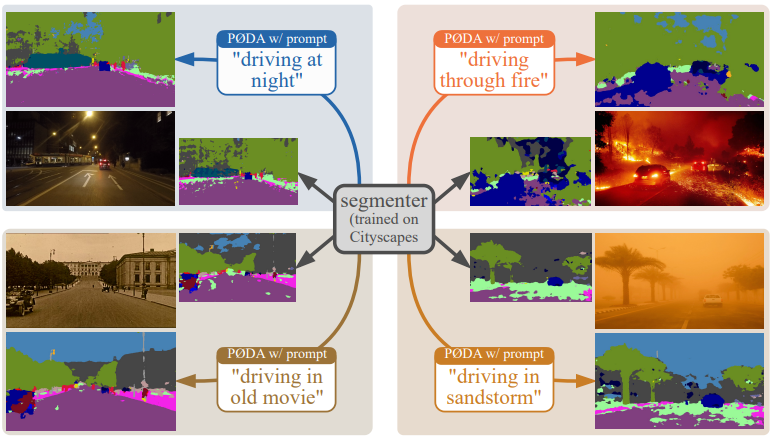 PØDA w/ prompt
"driving at
night"
PØDA w/ prompt
"driving
through fire"
segmenter
(trained on
Cityscapes
PØDA w/ prompt
"driving in
old movie"
PØDA w/ prompt
"driving in
sandstorm"